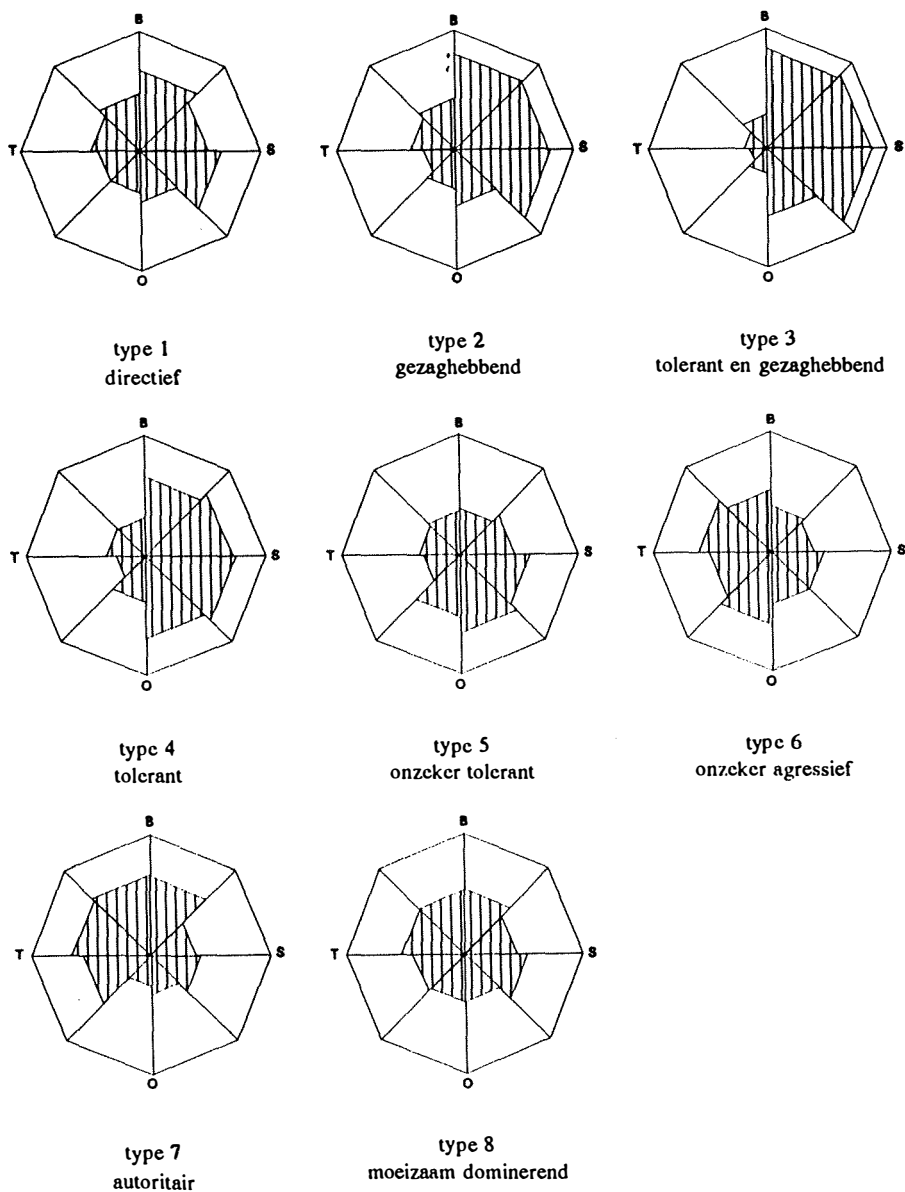 B
B
B
T
S
T
S
T
S
O
O
O
type 1
directief
type 2
gezaghebbend
type 3
tolerant en gezaghebbend
B
B
B
T
S
T
S
T
S
O
O
O
type 4
tolerant
type 5
onzeker tolerant
type 6
onzeker agressief
B
B
T
S
T
S
O
O
type 7
autoritair
type 8
moeizaam dominerend